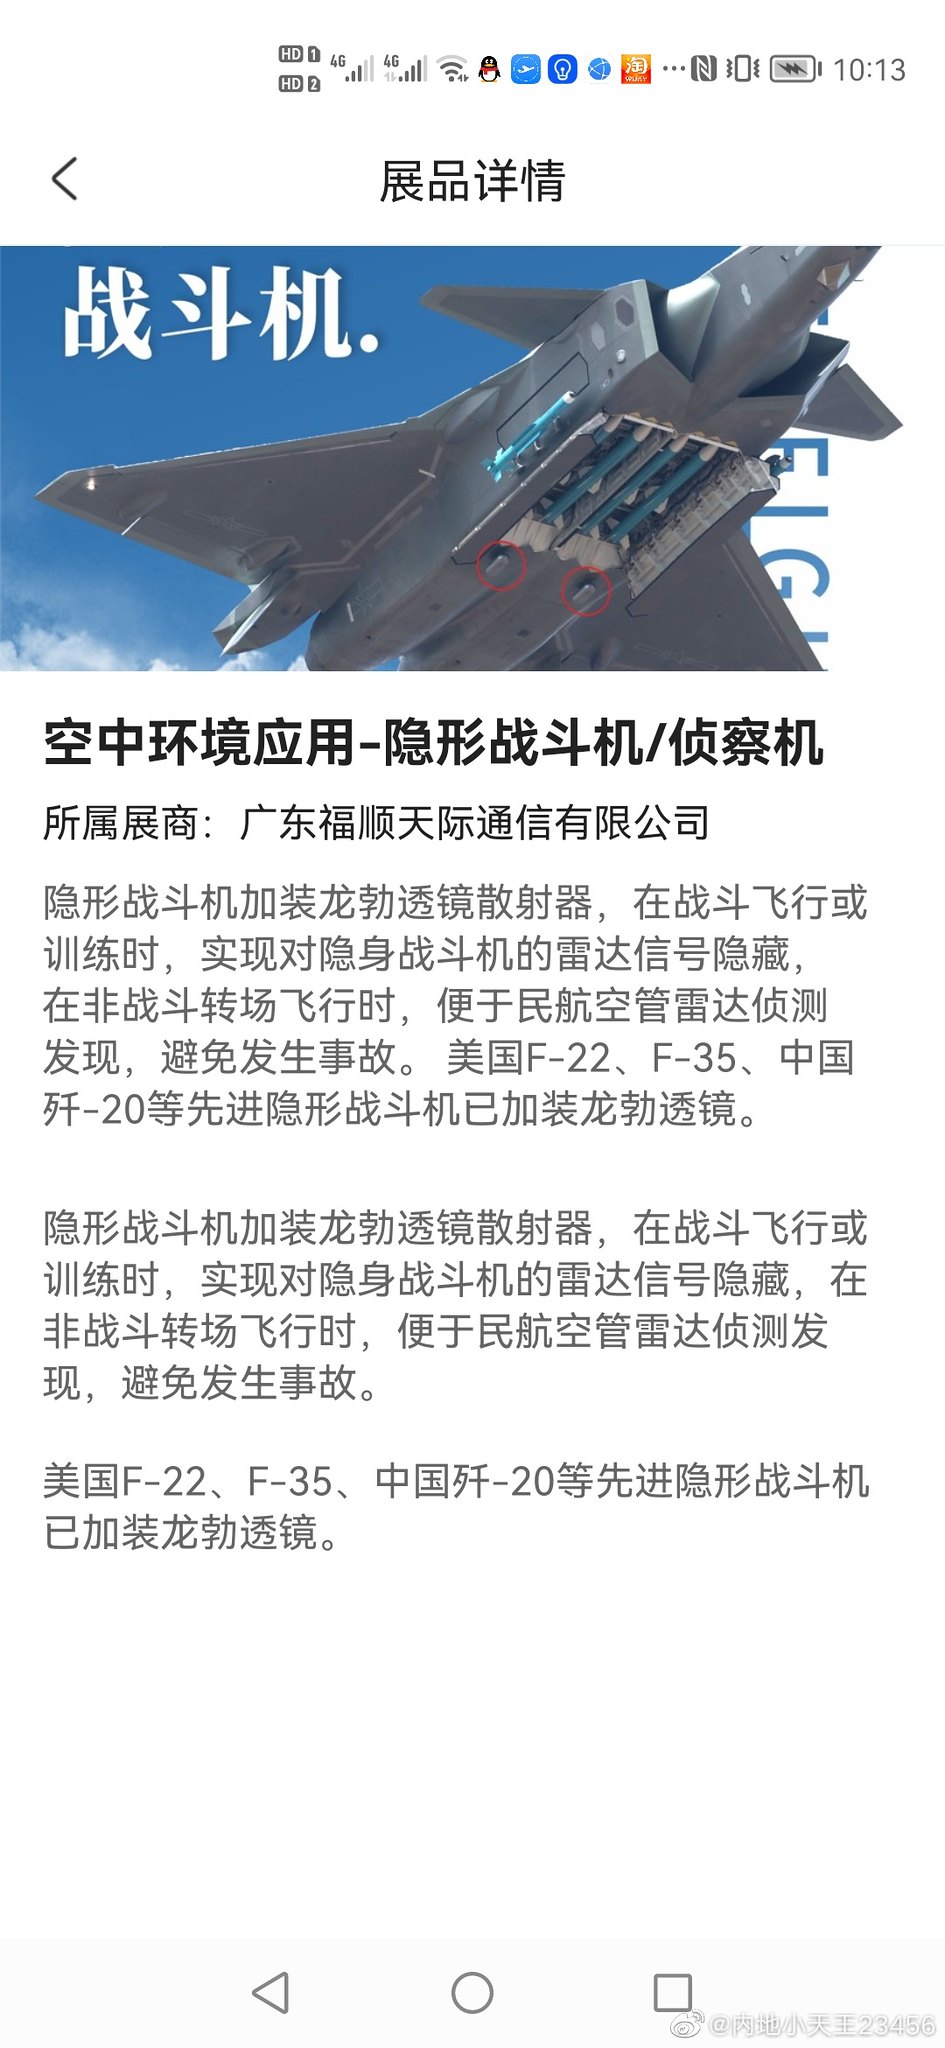 HD 1
HD 2
4G
4G
淘
10:13
展品详情
战斗机.
空中环境应用-隐形战斗机/侦察机
所属展商：广东福顺天际通信有限公司
隐形战斗机加装龙勃透镜散射器，在战斗飞行或
训练时，实现对隐身战斗机的雷达信号隐藏，
在非战斗转场飞行时，便于民航空管雷达侦测
发现，避免发生事故。 美国F-22、F-35、中国
歼-20等先进隐形战斗机已加装龙勃透镜。
隐形战斗机加装龙勃透镜散射器，在战斗飞行或
训练时，实现对隐身战斗机的雷达信号隐藏，在
非战斗转场飞行时，便于民航空管雷达侦测发
现，避免发生事故。
美国F-22、F-35、中国歼-20等先进隐形战斗机
已加装龙勃透镜。
@内地小天王23456